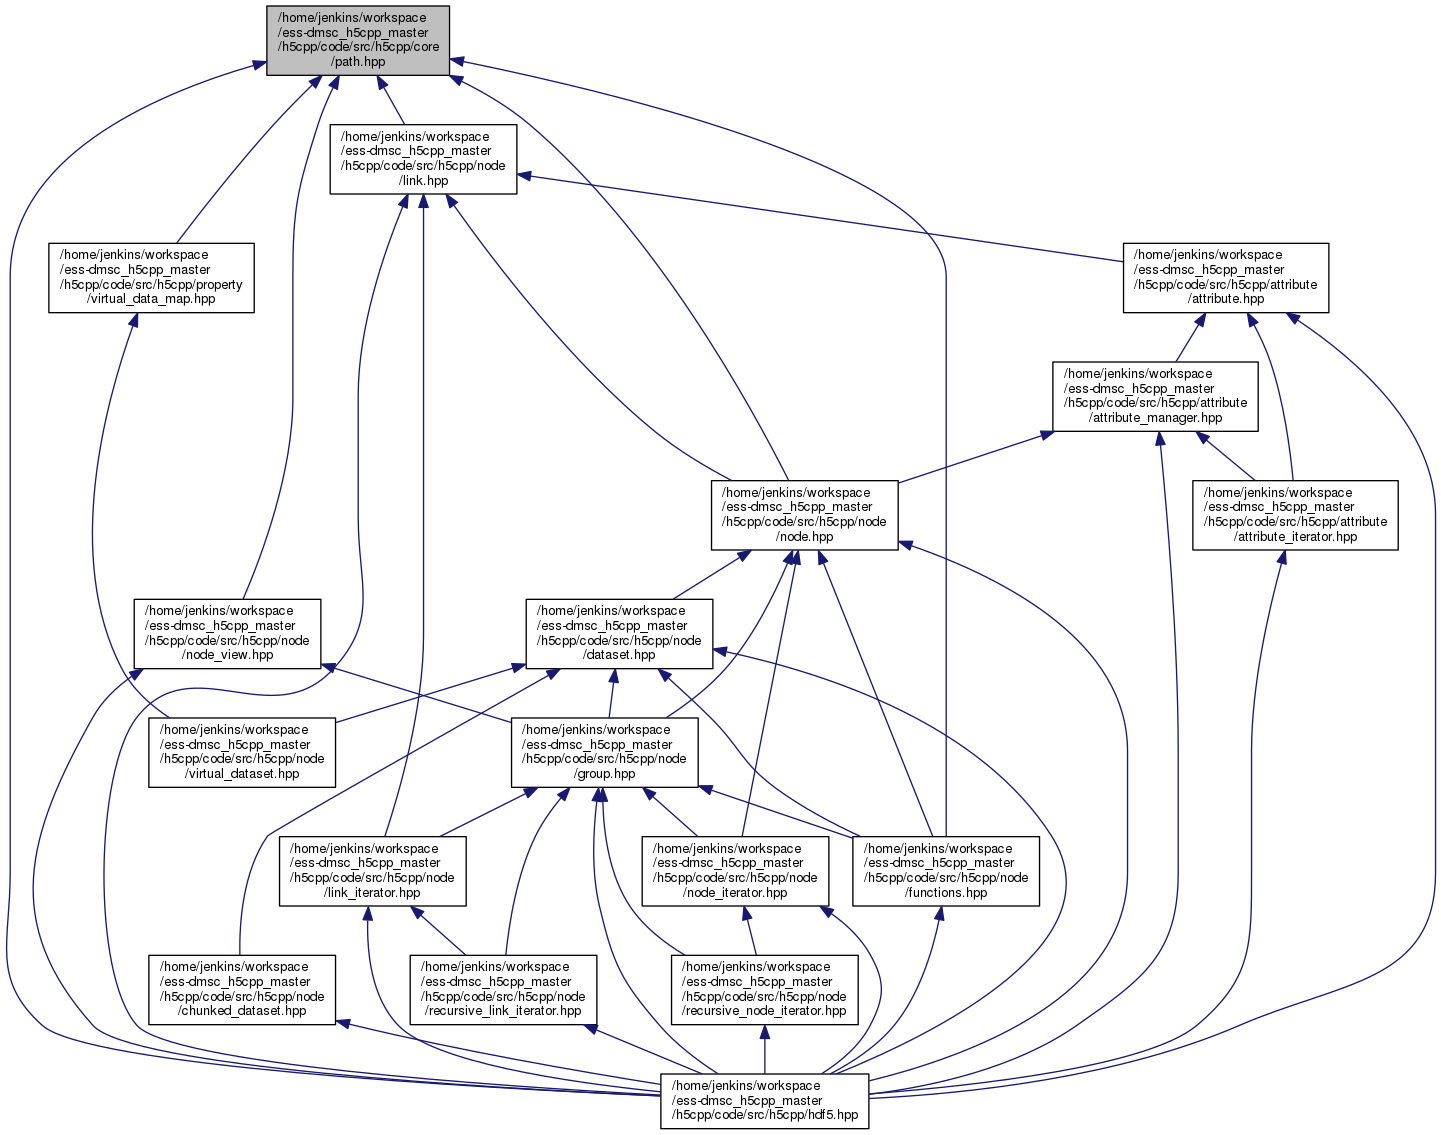 /home/jenkins/workspace
/ess-dmsc_h5cpp_master
/h5cpp/code/src/h5cpp/core
/path.hpp
/home/jenkins/workspace
/ess-dmsc_h5cpp_master
/h5cpp/code/src/h5cpp/node
/link.hpp
/home/jenkins/workspace
/ess-dmsc_h5cpp_master
/h5cpp/code/src/h5cpp/property
/virtual_data_map.hpp
/home/jenkins/workspace
/ess-dmsc_h5cpp_master
/h5cpp/code/src/h5cpp/attribute
/attribute.hpp
/home/jenkins/workspace
/ess-dmsc_h5cpp_master
/h5cpp/code/src/h5cpp/attribute
/attribute_manager.hpp
/home/jenkins/workspace
/ess-dmsc_h5cpp_master
/h5cpp/code/src/h5cpp/node
/node.hpp
/home/jenkins/workspace
/ess-dmsc_h5cpp_master
/h5cpp/code/src/h5cpp/attribute
/attribute_iterator.hpp
/home/jenkins/workspace
/ess-dmsc_h5cpp_master
/h5cpp/code/src/h5cpp/node
/node_view.hpp
/home/jenkins/workspace
/ess-dmsc_h5cpp_master
/h5cpp/code/src/h5cpp/node
/dataset.hpp
/home/jenkins/workspace
/ess-dmsc_h5cpp_master
/h5cpp/code/src/h5cpp/node
/virtual_dataset.hpp
/home/jenkins/workspace
/ess-dmsc_h5cpp_master
/h5cpp/code/src/h5cpp/node
/group.hpp
/home/jenkins/workspace
/ess-dmsc_h5cpp_master
/h5cpp/code/src/h5cpp/node
/link_iterator.hpp
/home/jenkins/workspace
/ess-dmsc_h5cpp_master
/h5cpp/code/src/h5cpp/node
/node_iterator.hpp
/home/jenkins/workspace
/ess-dmsc_h5cpp_master
/h5cpp/code/src/h5cpp/node
/functions.hpp
/home/jenkins/workspace
/ess-dmsc_h5cpp_master
/h5cpp/code/src/h5cpp/node
/chunked_dataset.hpp
/home/jenkins/workspace
/ess-dmsc_h5cpp_master
/h5cpp/code/src/h5cpp/node
/recursive_link_iterator.hpp
/home/jenkins/workspace
/ess-dmsc_h5cpp_master
/h5cpp/code/src/h5cpp/node
/recursive_node_iterator.hpp
/home/jenkins/workspace
/ess-dmsc_h5cpp_master
/h5cpp/code/src/h5cpp/hdf5.hpp